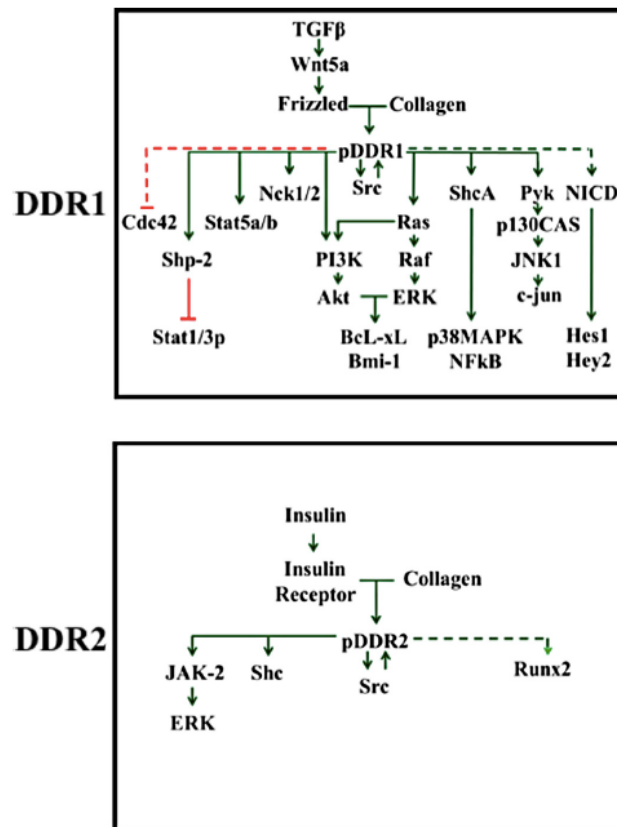 TGFβ
Wnt5a
Frizzled
Collagen
pDDR1
Src
DDR1
Cdc42
Stat5a/b
Nck1/2
Ras
ShcA
Pyk
NICD
p130CAS
Shp-2
PI3K
Raf
JNK1
Akt
ERK
c-jun
Stat1/3p
BcL-xL
Bmi-1
p38MAPK
NFkB
Hes1
Hey2
Insulin
Insulin
Receptor
Collagen
DDR2
pDDR2
JAK-2
Shc
Src
Runx2
ERK